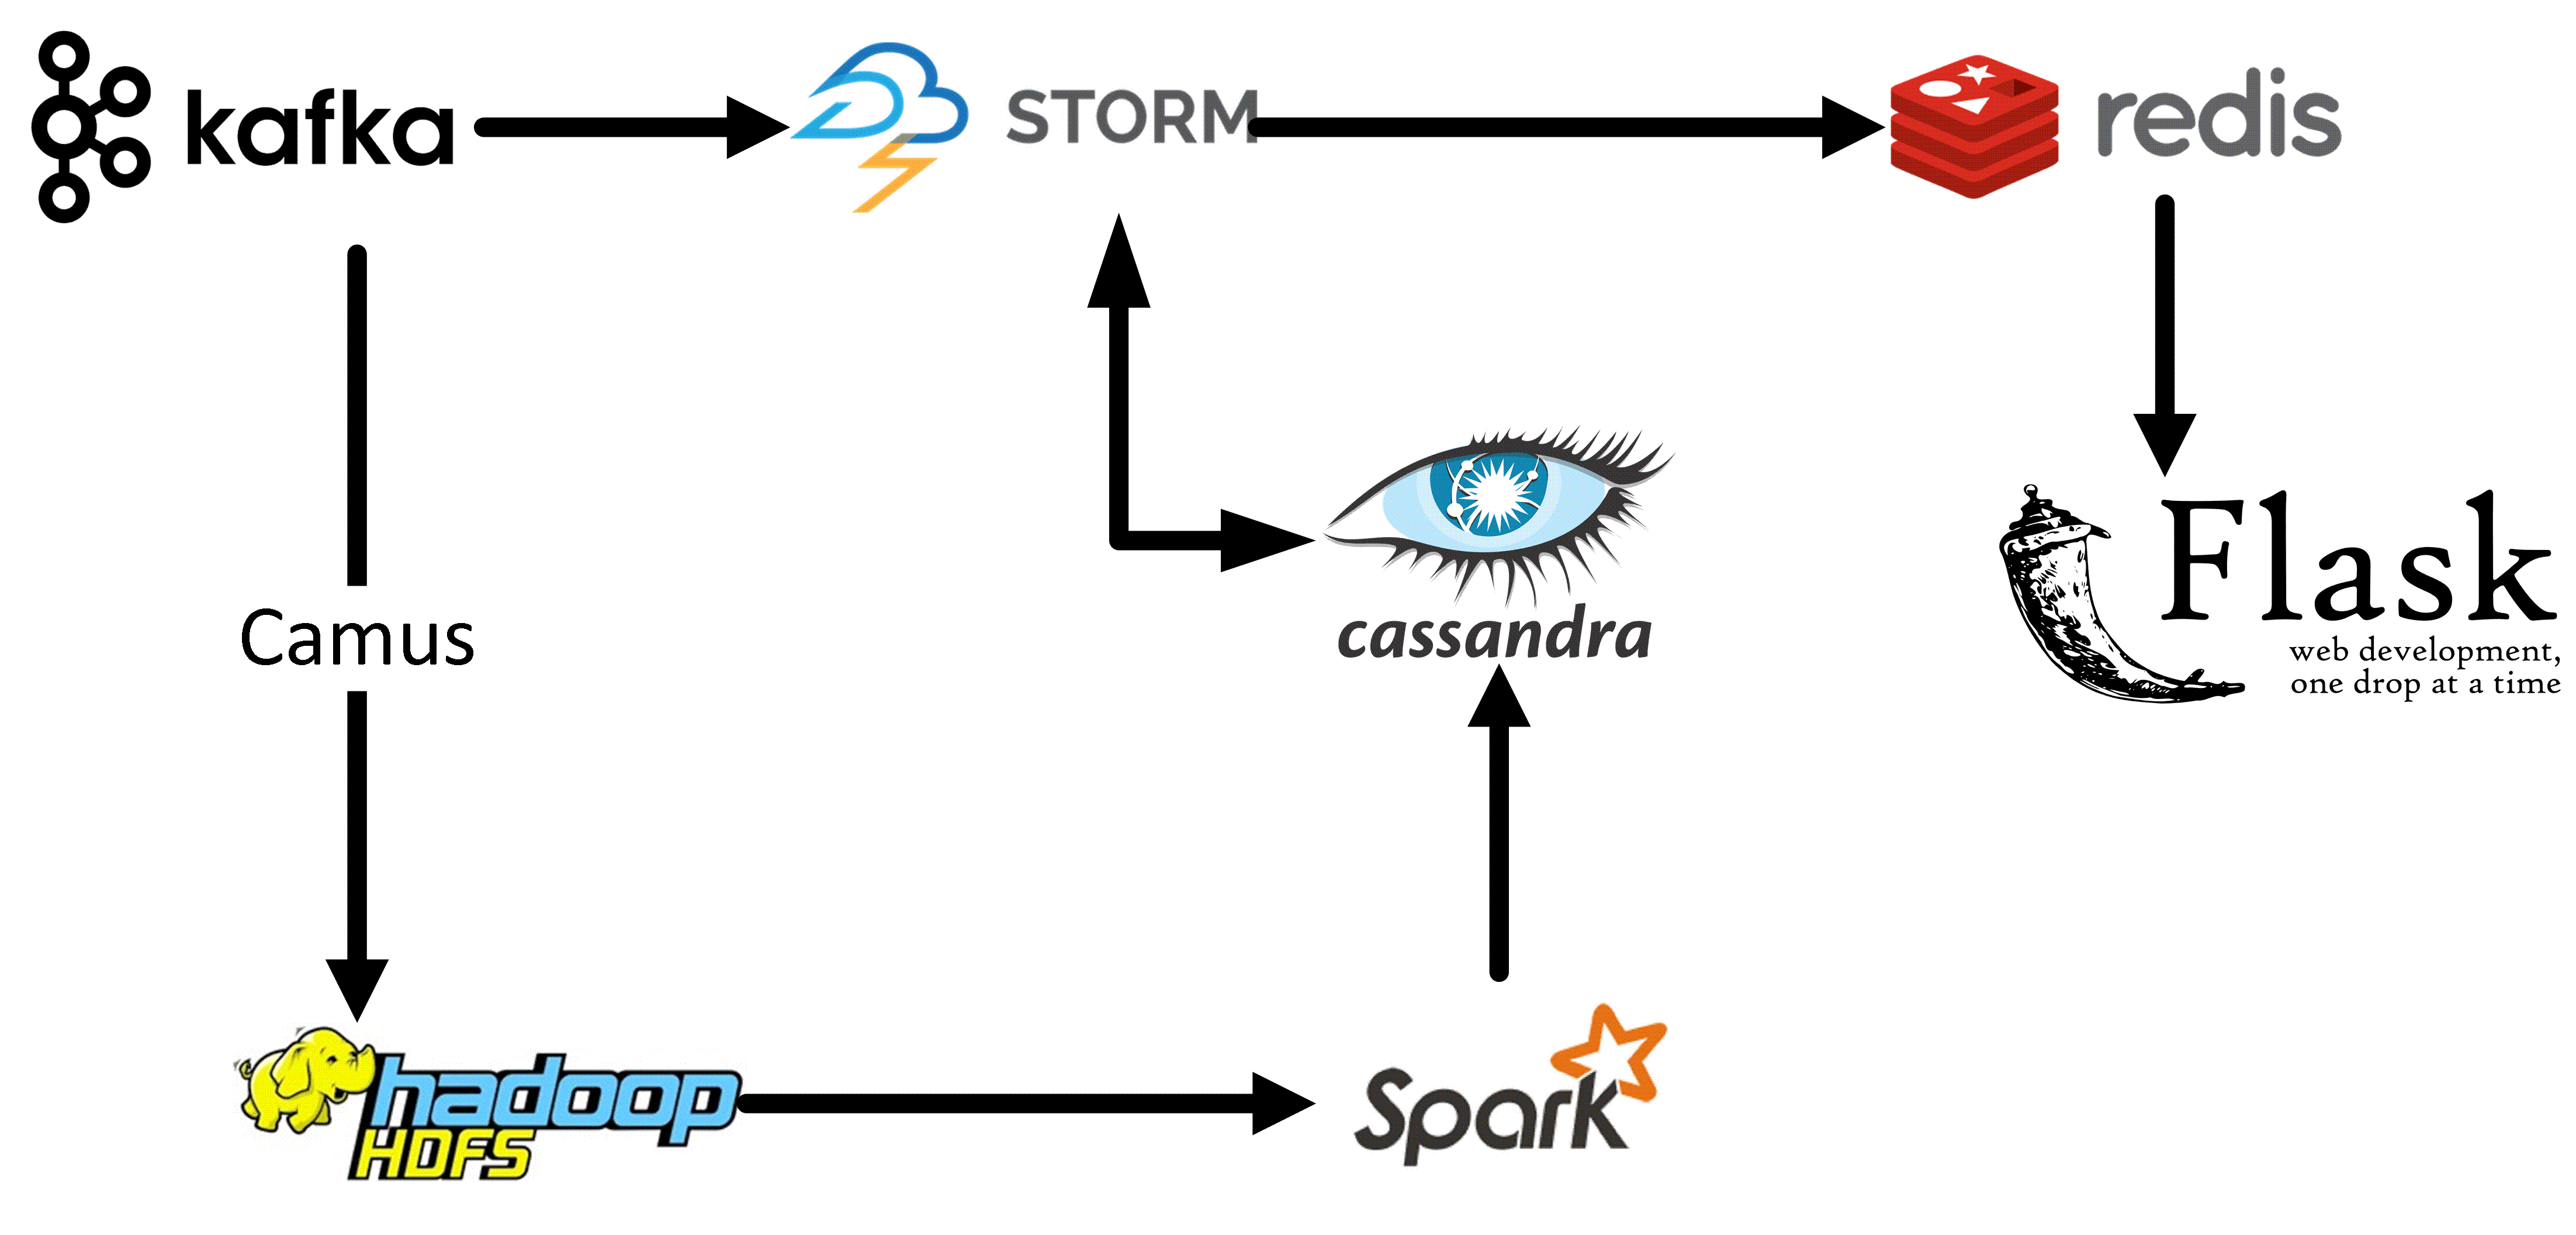 kafka
STORM
redis
Flask
web development,
one drop at a time
Camus
cassandra
hadoop
HDFS
Spark